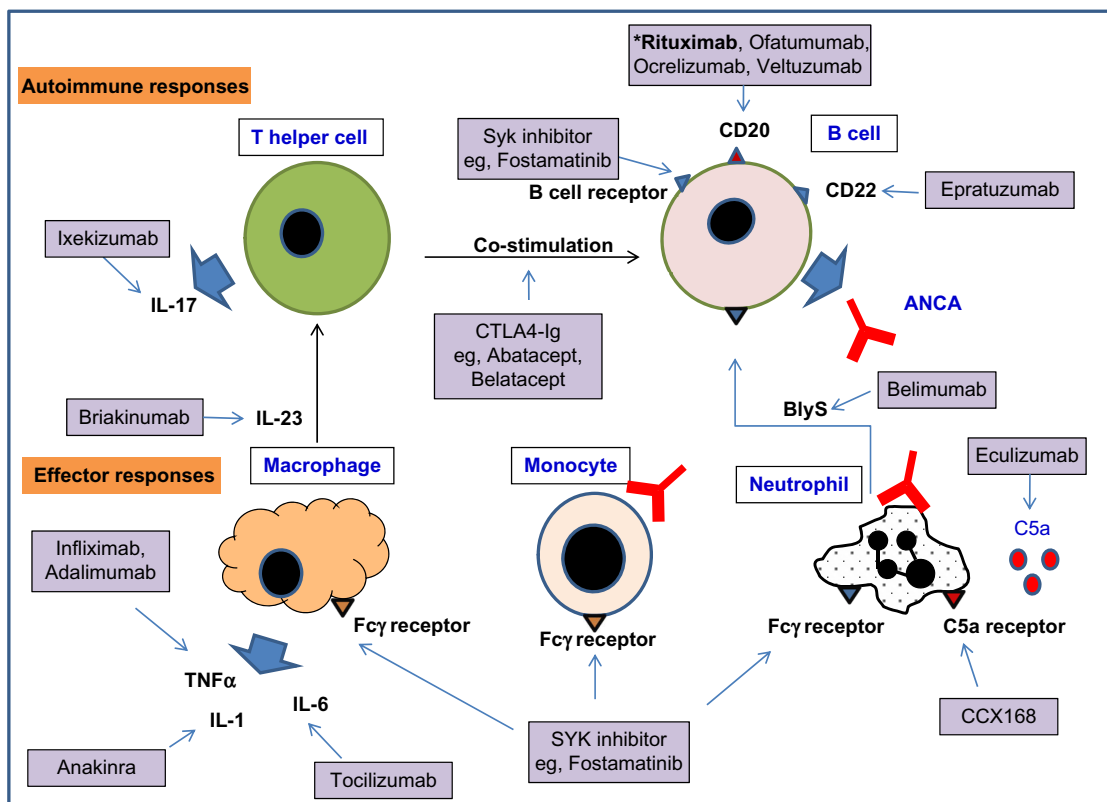 *Rituximab, Ofatumumab,
Ocrelizumab, Veltuzumab
Autoimmune responses
T helper cell
Syk inhibitor
eg, Fostamatinib
CD20
B cell
B cell receptor
CD22
Epratuzumab
Ixekizumab
IL-17
Co-stimulation
ANCA
CTLA4-Ig
eg, Abatacept,
Belatacept
Briakinumab
IL-23
BlyS
Belimumab
Effector responses
Macrophage
Monocyte
Neutrophil
Eculizumab
C5a
Infliximab,
Adalimumab
Fcγ receptor
Fcγ receptor
Fcγ receptor
C5a receptor
TNFα
IL-6
IL-1
Anakinra
Tocilizumab
SYK inhibitor
eg, Fostamatinib
CCX168